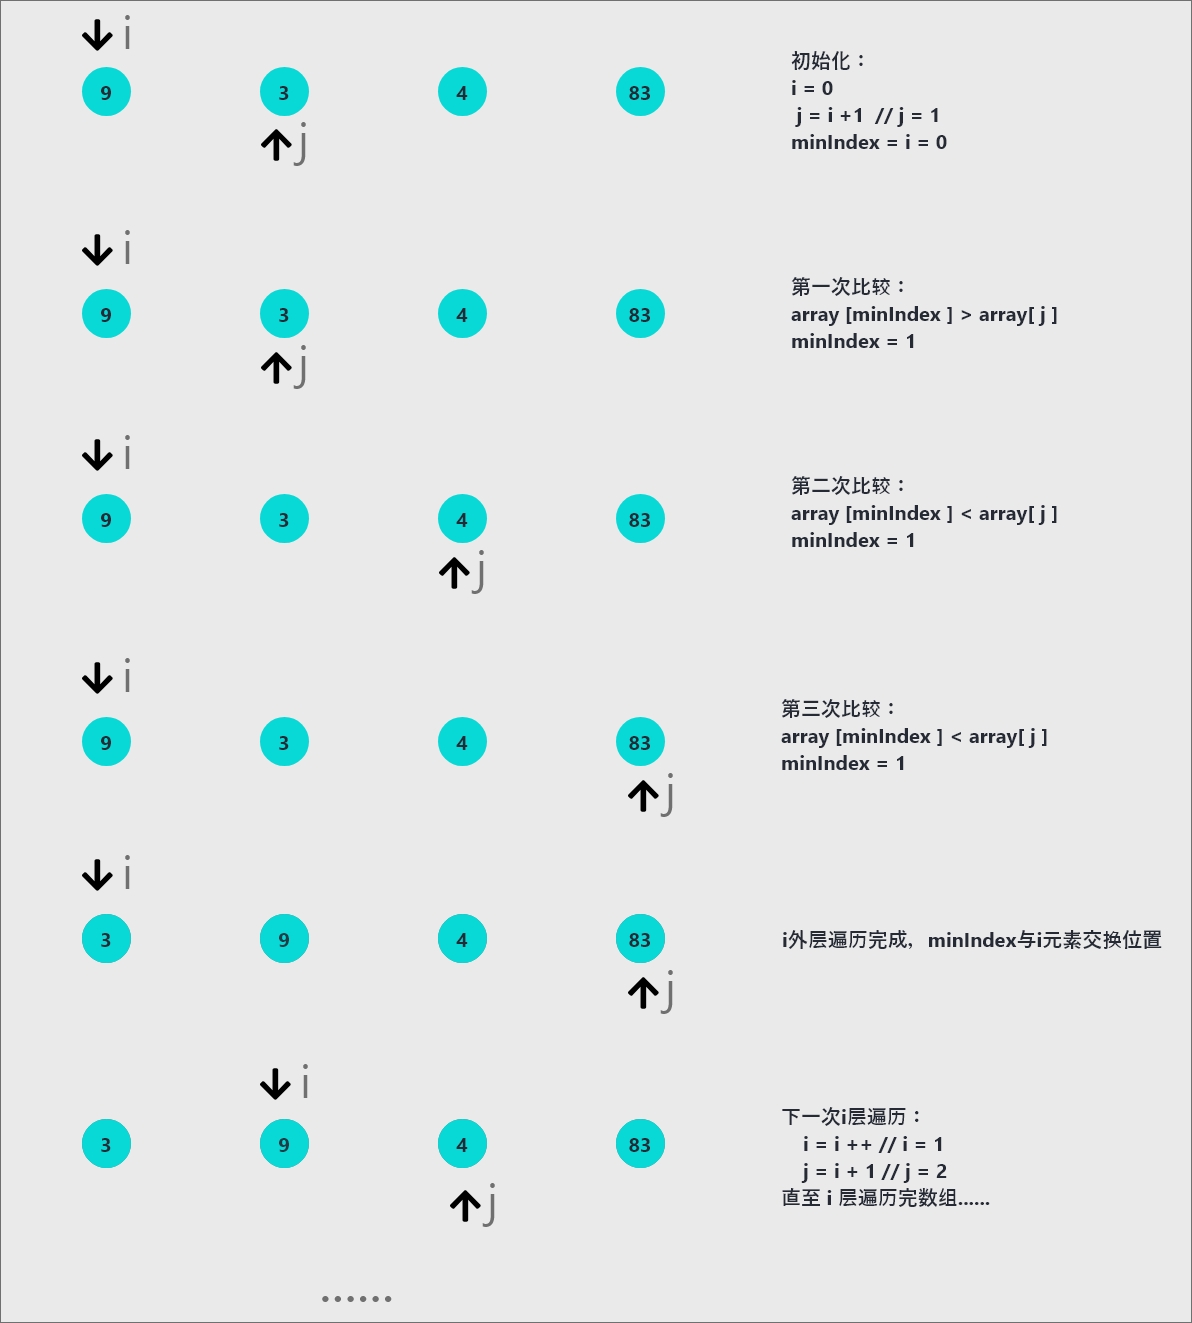 i
9 3 4 83
j
初始化：
i = 0
j = i +1 // j = 1
minIndex = i = 0
i
9 3 4 83
j
第一次比较：
array [minIndex ] > array[ j ]
minIndex = 1
i
9 3 4 83
j
第二次比较：
array [minIndex ] < array[ j ]
minIndex = 1
i
9 3 4 83
j
第三次比较：
array [minIndex ] < array[ j ]
minIndex = 1
i
3 9 4 83
j
i外层遍历完成，minIndex与i元素交换位置
i
3 9 4 83
j
下一次i层遍历：
i = i ++ // i = 1
j = i + 1 // j = 2
直至 i 层遍历完数组......
......